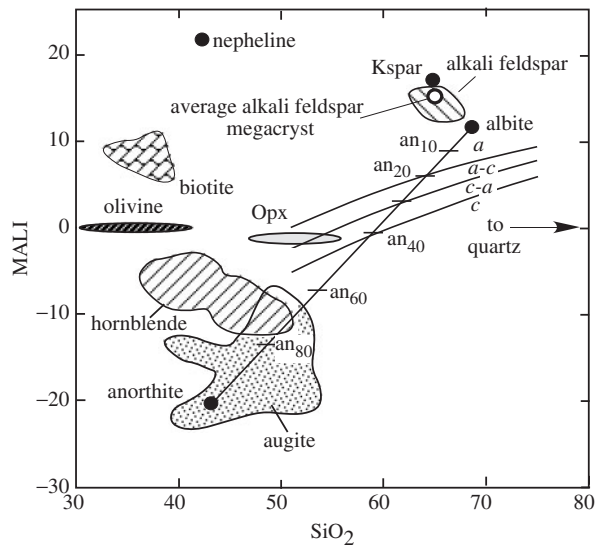 20
10
0
−10
−20
−30
MALI
30
40
50
60
70
80
SiO2
nepheline
Kspar
alkali feldspar
average alkali feldspar
megacryst
albite
an10
a
an20
a-c
c-a
c
biotite
olivine
Opx
an40
to
quartz
an60
hornblende
an80
anorthite
augite